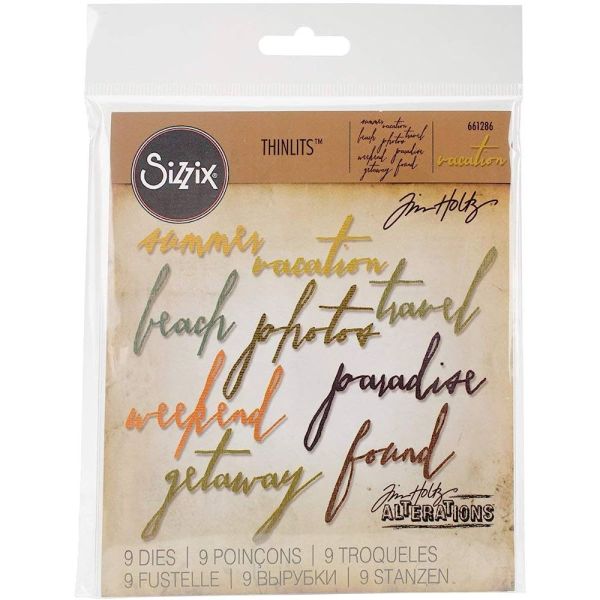 Sizzix
THINLITS™
summer vacation
beach photos travel
weekend paradise
getaway found
661286
vacation
Tim Holtz
summer vacation
beach photos travel
weekend paradise
getaway found
Tim Holtz
ALTERATIONS
9 DIES | 9 POINÇONS | 9 TROQUELES
9 FUSTELLE | 9 ВЫРУБКИ | 9 STANZEN